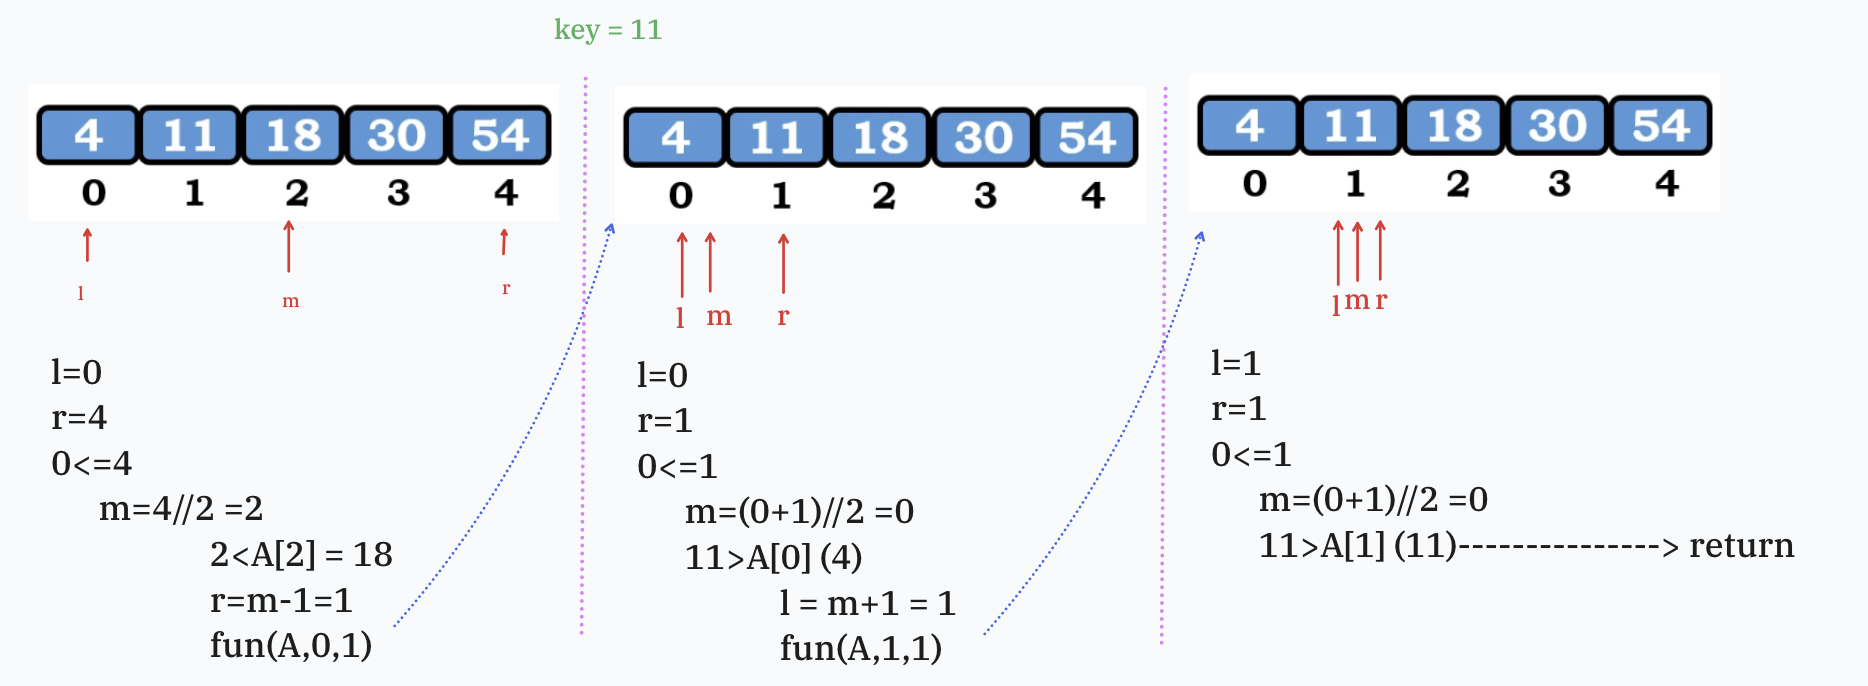 key = 11
4 11 18 30 54
0 1 2 3 4
l m r
l=0
r=4
0<=4
m=4//2 =2
2<A[2] = 18
r=m-1=1
fun(A,0,1)
4 11 18 30 54
0 1 2 3 4
l m r
l=0
r=1
0<=1
m=(0+1)//2 =0
11>A[0] (4)
l = m+1 = 1
fun(A,1,1)
4 11 18 30 54
0 1 2 3 4
l m r
l=1
r=1
0<=1
m=(0+1)//2 =0
11>A[1] (11)---------------> return